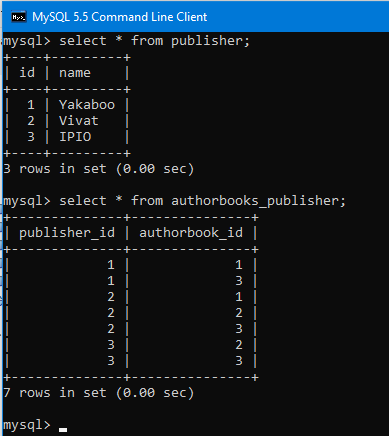 MySQL 5.5 Command Line Client
mysql> select * from publisher;
+----+---------+
| id | name    |
+----+---------+
|  1 | Yakaboo |
|  2 | Vivat   |
|  3 | IPIO    |
+----+---------+
3 rows in set (0.00 sec)

mysql> select * from authorbooks_publisher;
+--------------+---------------+
| publisher_id | authorbook_id |
+--------------+---------------+
|            1 |             1 |
|            1 |             3 |
|            2 |             1 |
|            2 |             2 |
|            2 |             3 |
|            3 |             2 |
|            3 |             3 |
+--------------+---------------+
7 rows in set (0.00 sec)

mysql> _